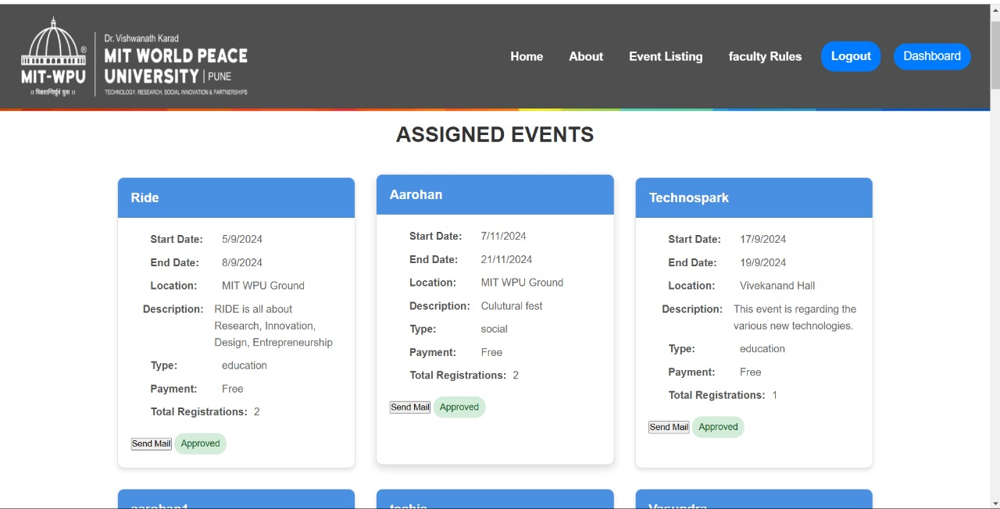 Dr. Vishwanath Karad
MIT WORLD PEACE
UNIVERSITY | PUNE
TECHNOLOGY, RESEARCH, SOCIAL INNOVATION & PARTNERSHIPS
MIT-WPU
®
॥ विश्वशान्तिर्ध्रुवं ध्रुवा ॥
Home
About
Event Listing
faculty Rules
Logout
Dashboard
ASSIGNED EVENTS
Ride
Start Date: 5/9/2024
End Date: 8/9/2024
Location: MIT WPU Ground
Description: RIDE is all about
Research, Innovation,
Design, Entrepreneurship
Type: education
Payment: Free
Total Registrations: 2
Send Mail Approved
Aarohan
Start Date: 7/11/2024
End Date: 21/11/2024
Location: MIT WPU Ground
Description: Culutural fest
Type: social
Payment: Free
Total Registrations: 2
Send Mail Approved
Technospark
Start Date: 17/9/2024
End Date: 19/9/2024
Location: Vivekanand Hall
Description: This event is regarding the
various new technologies.
Type: education
Payment: Free
Total Registrations: 1
Send Mail Approved
aarohan1
Vasundra